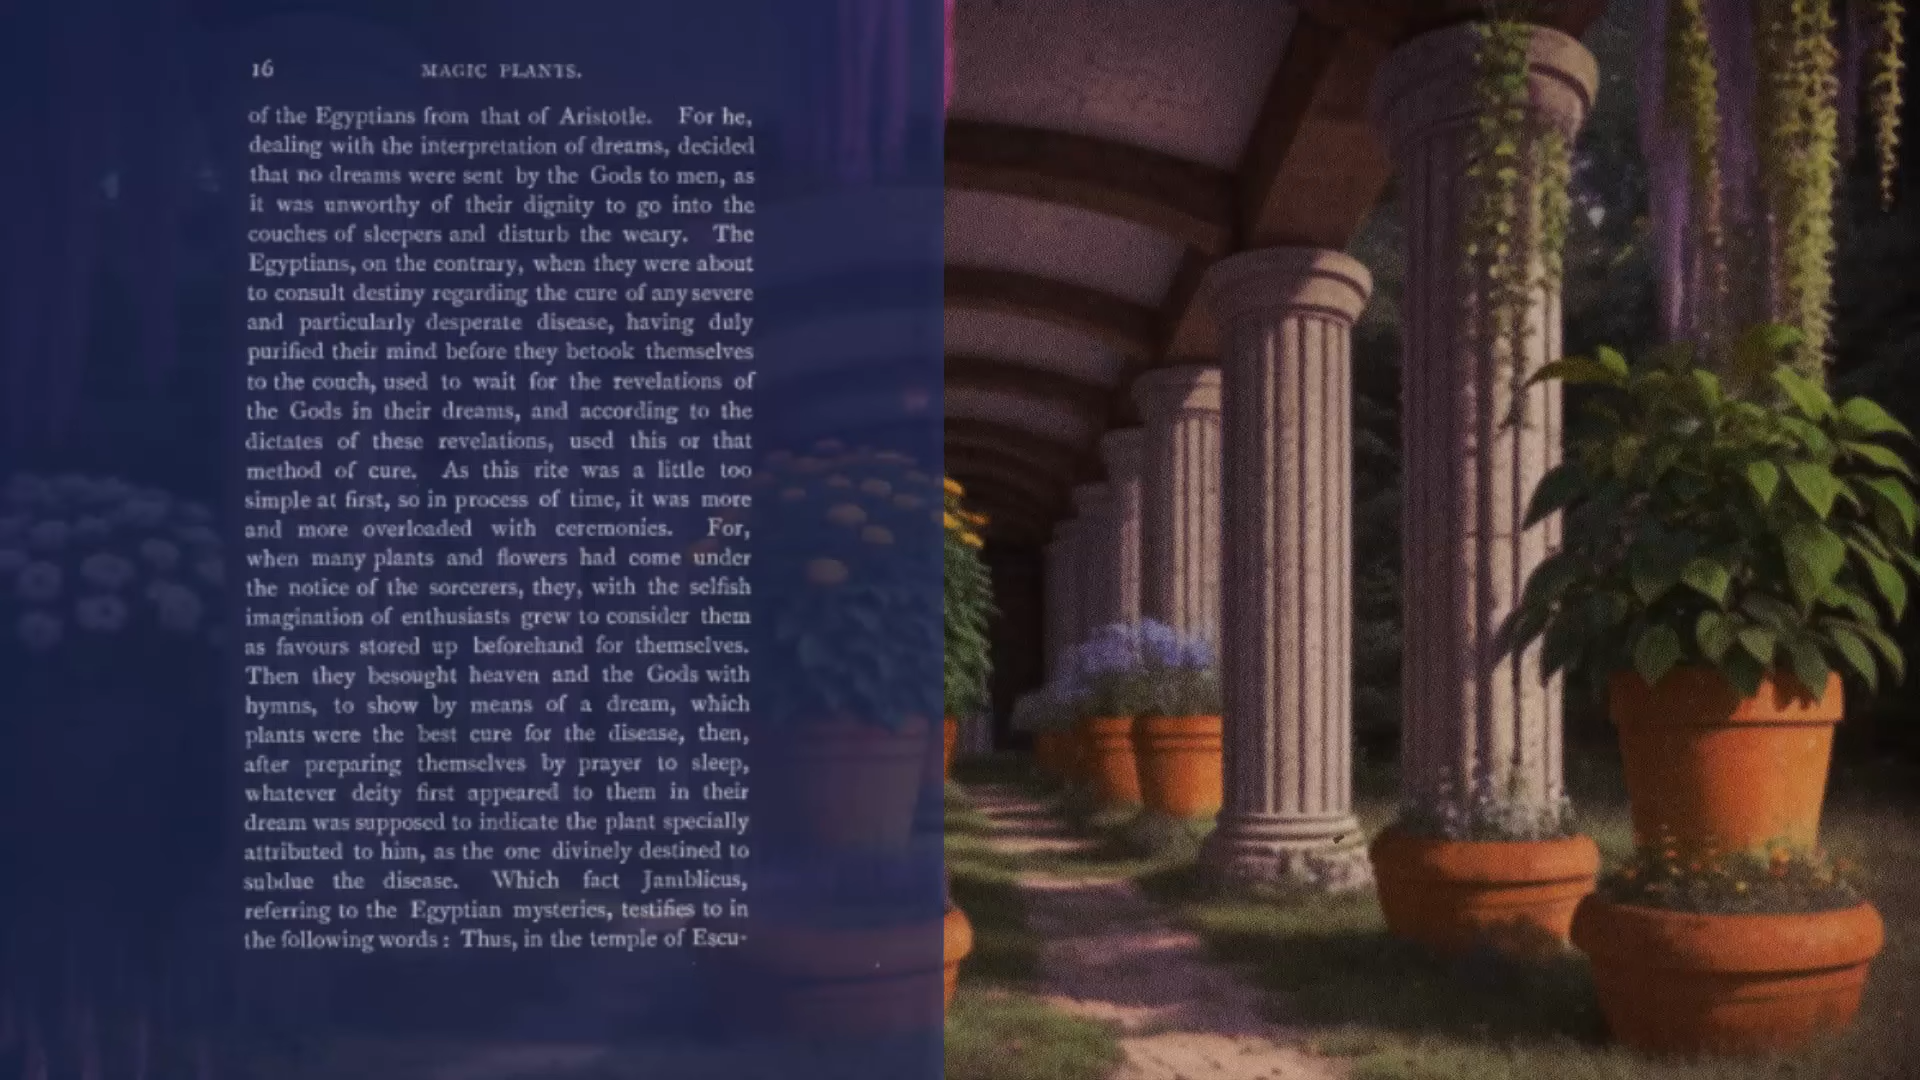 16 MAGIC PLANTS.
of the Egyptians from that of Aristotle. For he,
dealing with the interpretation of dreams, decided
that no dreams were sent by the Gods to men, as
it was unworthy of their dignity to go into the
couches of sleepers and disturb the weary. The
Egyptians, on the contrary, when they were about
to consult destiny regarding the cure of any severe
and particularly desperate disease, having duly
purified their mind before they betook themselves
to the couch, used to wait for the revelations of
the Gods in their dreams, and according to the
dictates of these revelations, used this or that
method of cure. As this rite was a little too
simple at first, so in process of time, it was more
and more overloaded with ceremonies. For,
when many plants and flowers had come under
the notice of the sorcerers, they, with the selfish
imagination of enthusiasts grew to consider them
as favours stored up beforehand for themselves.
Then they besought heaven and the Gods with
hymns, to show by means of a dream, which
plants were the best cure for the disease, then,
after preparing themselves by prayer to sleep,
whatever deity first appeared to them in their
dream was supposed to indicate the plant specially
attributed to him, as the one divinely destined to
subdue the disease. Which fact Jamblicus,
referring to the Egyptian mysteries, testifies to in
the following words : Thus, in the temple of Escu-